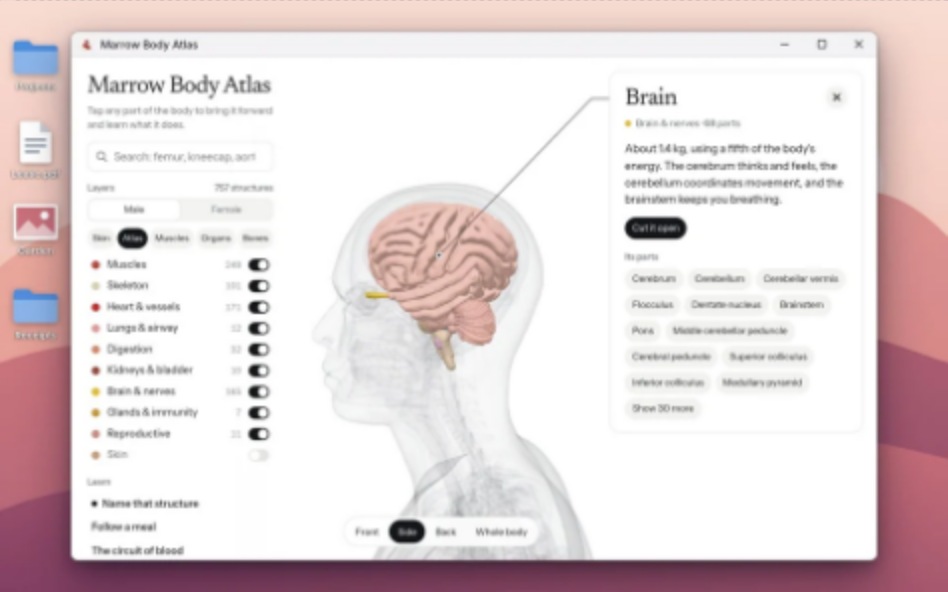 Marrow Body Atlas
Marrow Body Atlas
Tap any part of the body to bring it forward
and learn what it does.
Search: femur, kneecap, aort
Layers 757 structures
Male Female
Skin Atlas Muscles Organs Bones
Muscles
Skeleton
Heart & vessels
Lungs & airway
Digestion
Kidneys & bladder
Brain & nerves
Glands & immunity 7
Reproductive
Skin
Learn
Name that structure
Follow a meal
The circuit of blood
Front Side Back Whole body
Brain
Brain & nerves parts
About 1.4 kg, using a fifth of the body's
energy. The cerebrum thinks and feels, the
cerebellum coordinates movement, and the
brainstem keeps you breathing.
Cut it open
Its parts
Cerebrum Cerebellum Cerebellar vermis
Flocculus Dentate nucleus Brainstem
Pons Middle cerebellar peduncle
Cerebral peduncle Superior colliculus
Inferior colliculus Medullary pyramid
Show 30 more
Receipts